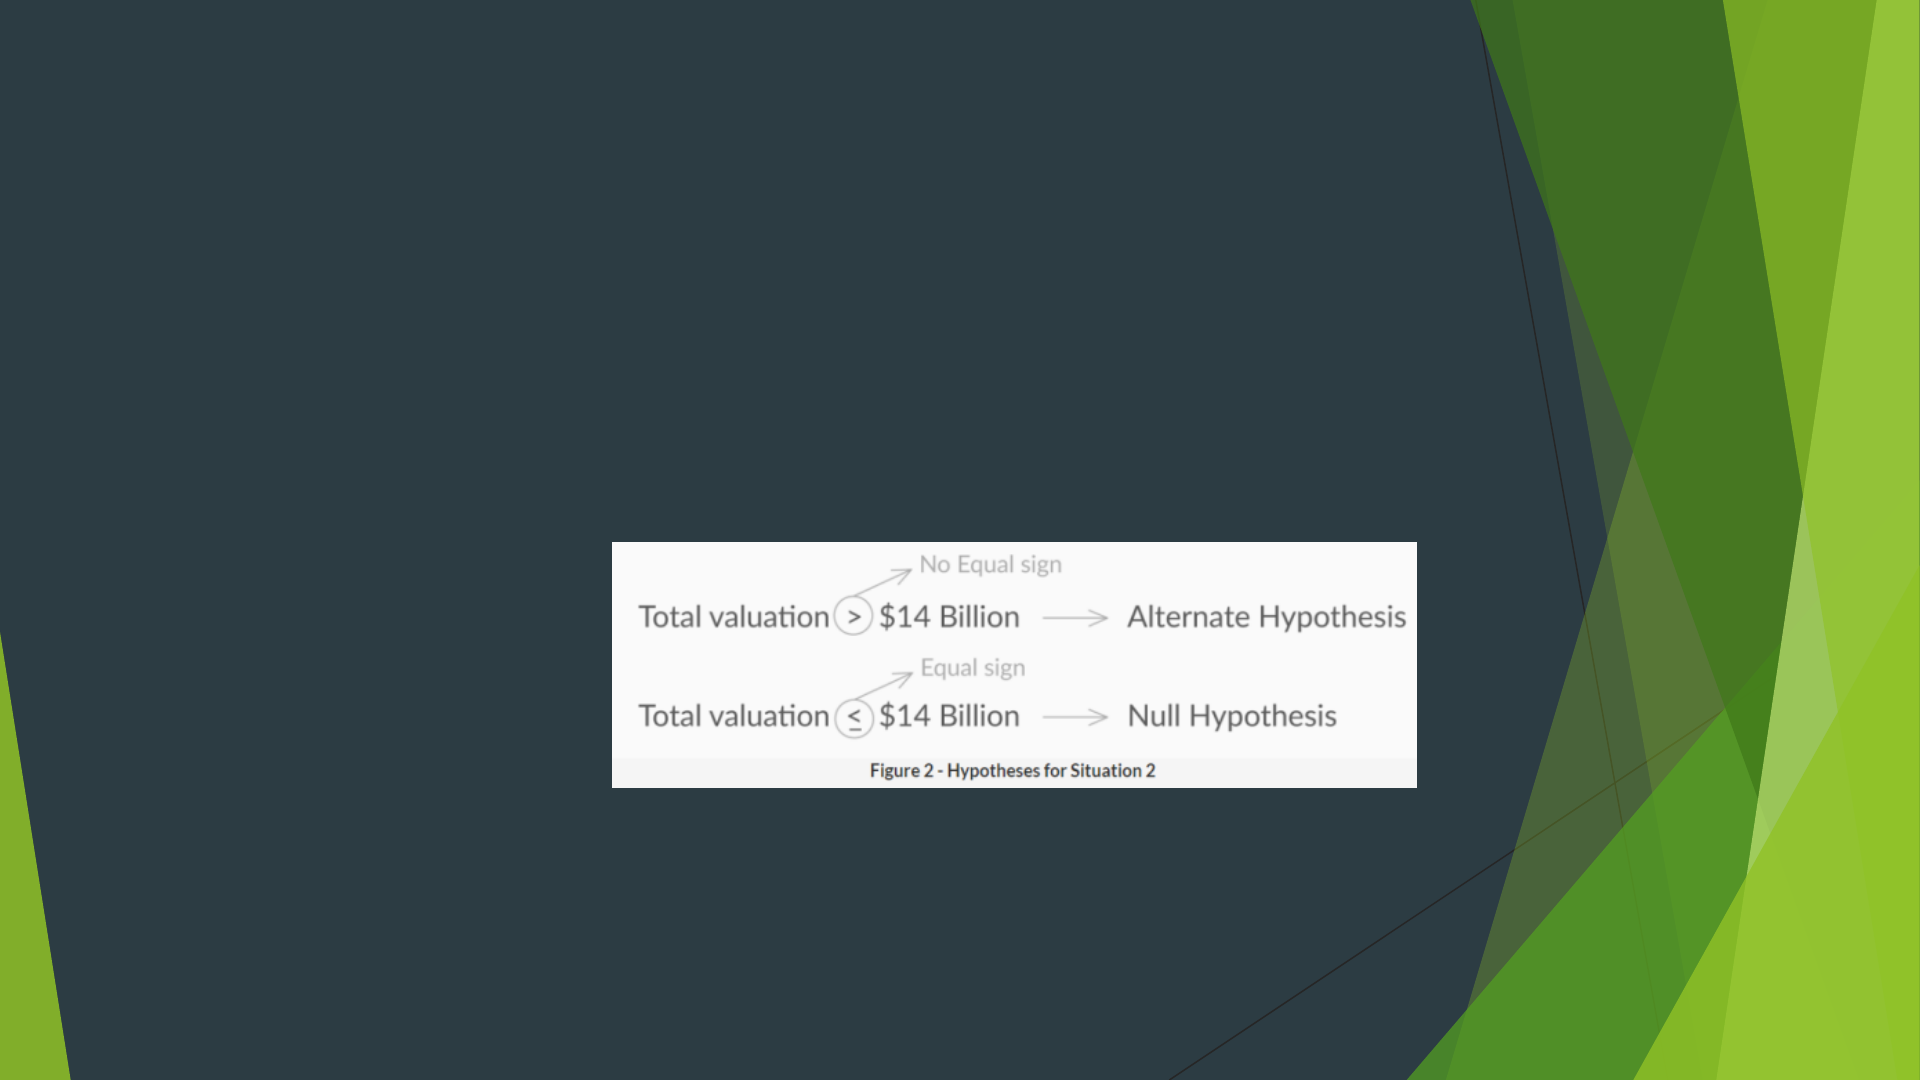 No Equal sign
Total valuation > $14 Billion → Alternate Hypothesis
Equal sign
Total valuation ≤ $14 Billion → Null Hypothesis
Figure 2 - Hypotheses for Situation 2